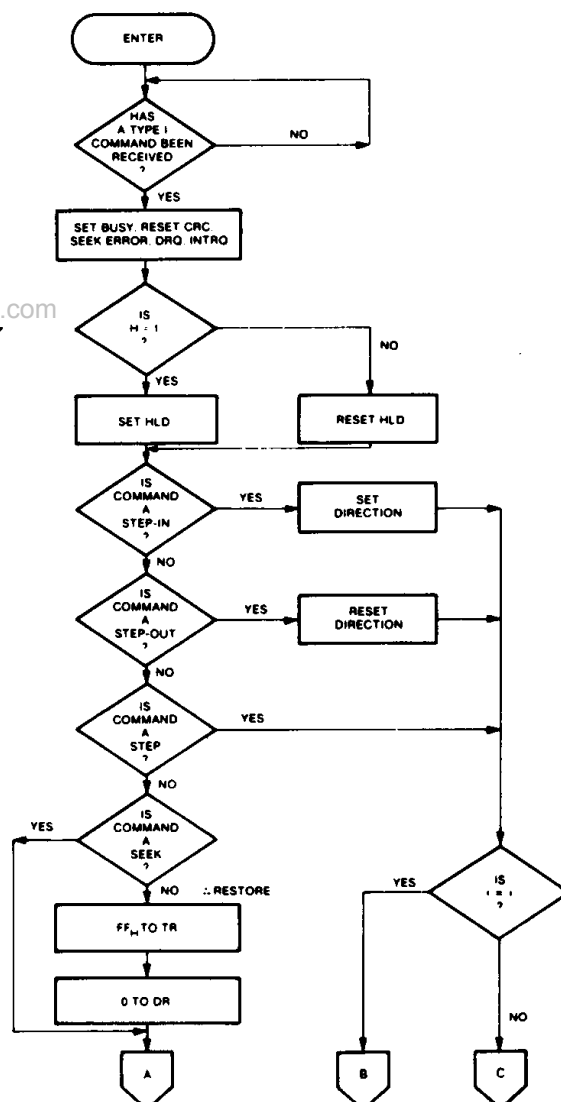 ENTER
HAS
A TYPE I
COMMAND BEEN
RECEIVED
?
NO
YES
SET BUSY, RESET CRC,
SEEK ERROR, DRQ, INTRQ
.com
IS
H = 1
?
NO
YES
SET HLD
RESET HLD
IS
COMMAND
A
STEP-IN
?
YES
SET
DIRECTION
NO
IS
COMMAND
A
STEP-OUT
?
YES
RESET
DIRECTION
NO
IS
COMMAND
A
STEP
?
YES
NO
IS
COMMAND
A
SEEK
?
YES
NO ∴ RESTORE
IS
?
YES
NO
FFH TO TR
0 TO DR
A
B
C